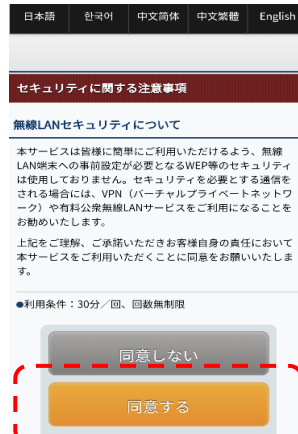 日本語 한국어 中文简体 中文繁體 English
セキュリティに関する注意事項
無線LANセキュリティについて
本サービスは皆様に簡単にご利用いただけるよう、無線
LAN端末への事前設定が必要となるWEP等のセキュリティ
は使用しておりません。セキュリティを必要とする通信を
される場合には、VPN（バーチャルプライベートネットワ
ーク）や有料公衆無線LANサービスをご利用になることを
お勧めいたします。
上記をご理解、ご承諾いただきお客様自身の責任において
本サービスをご利用いただくことに同意をお願いいたしま
す。
●利用条件：30分／回、回数無制限
同意しない
同意する